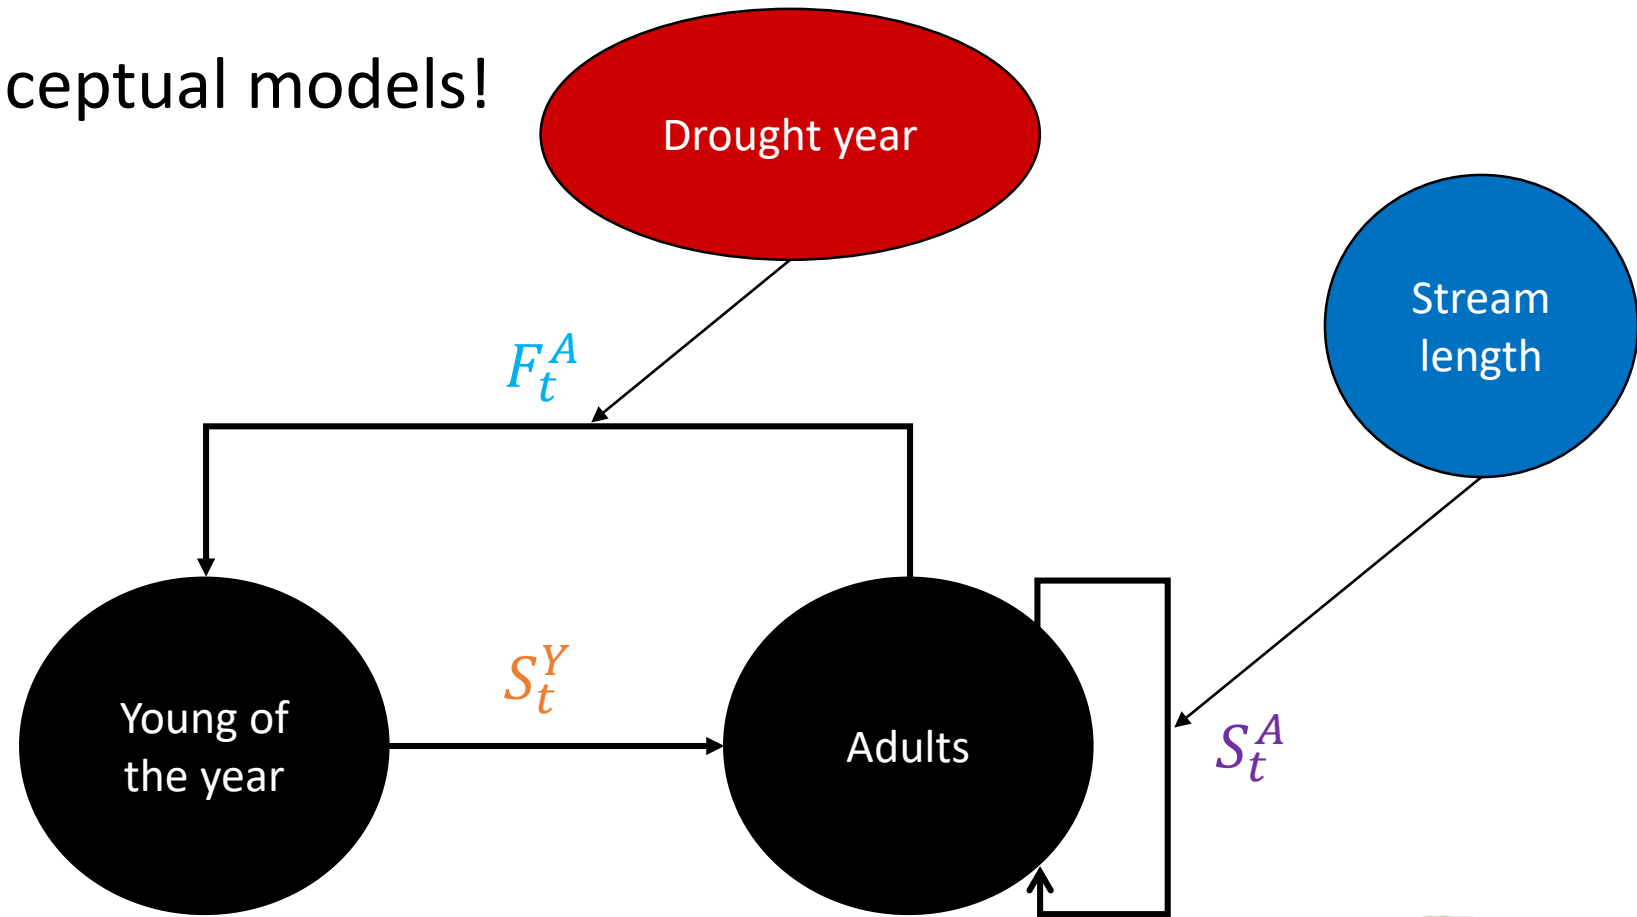 ceptual models!
Drought year
Stream
length
F_t^A
S_t^Y
Young of
the year
Adults
S_t^A